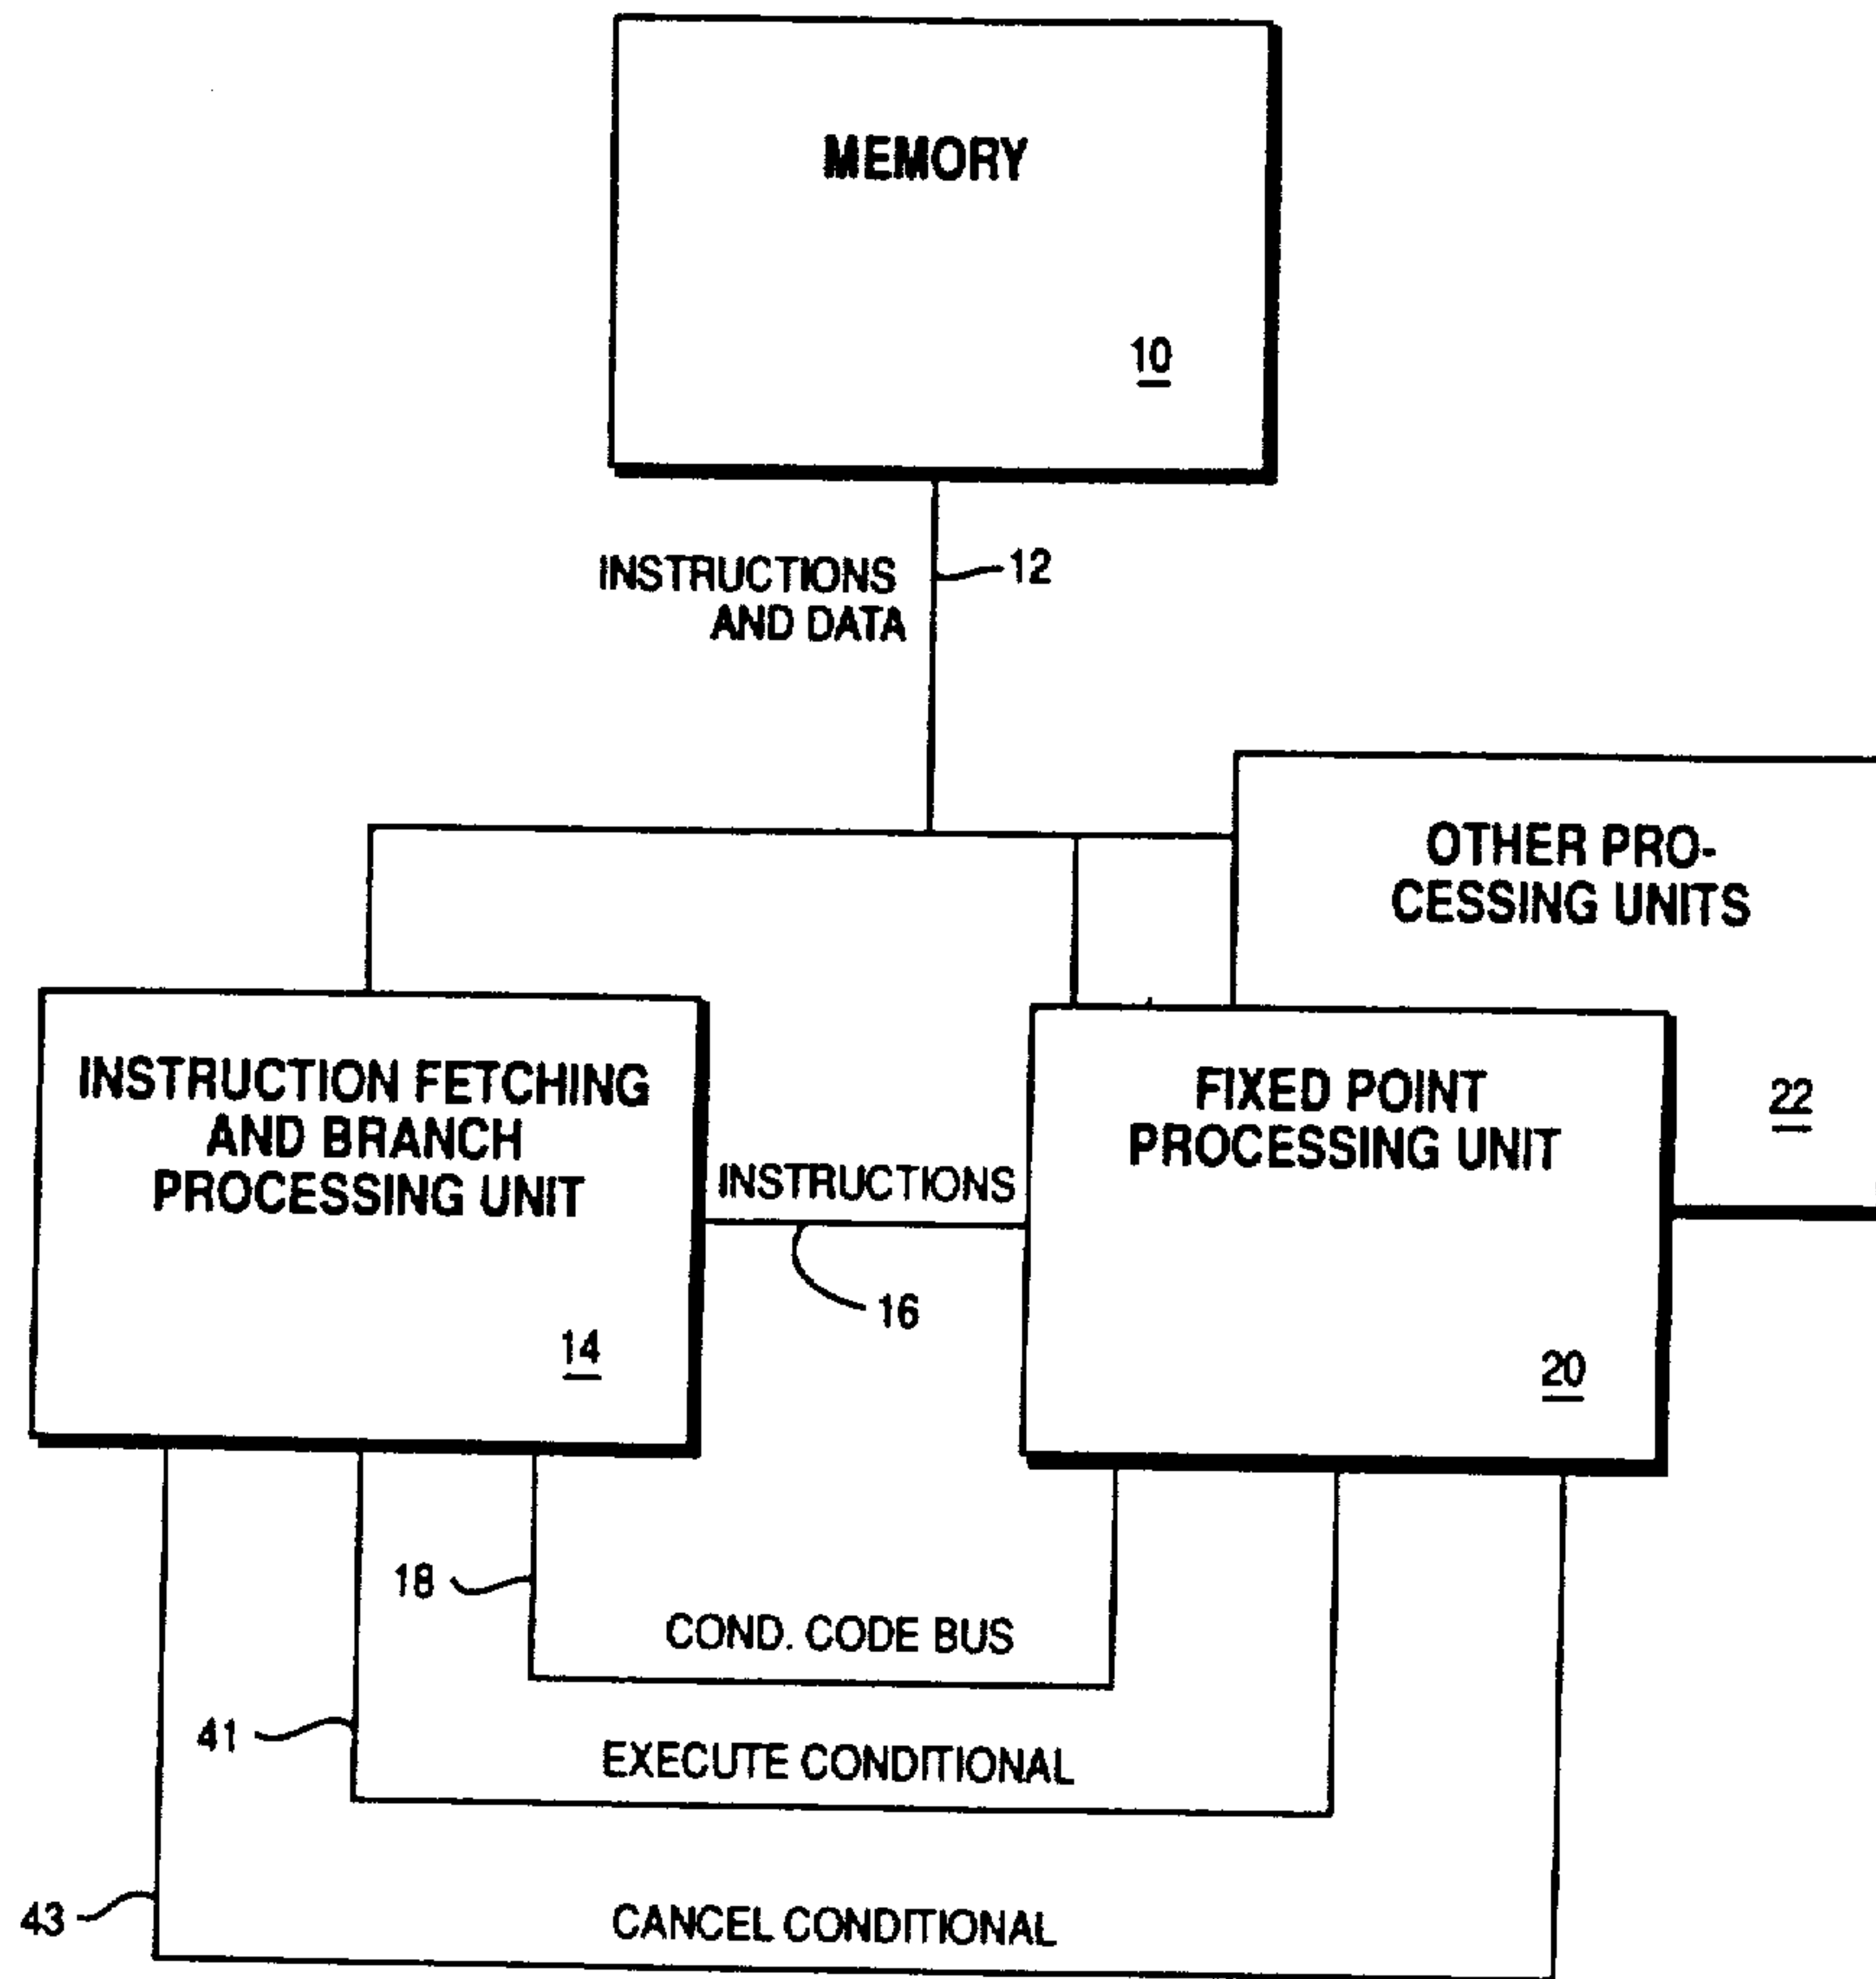 MEMORY
10
INSTRUCTIONS
AND DATA
12
OTHER PRO-
CESSING UNITS
22
INSTRUCTION FETCHING
AND BRANCH
PROCESSING UNIT
14
INSTRUCTIONS
16
FIXED POINT
PROCESSING UNIT
20
18
COND. CODE BUS
41
EXECUTE CONDITIONAL
43
CANCEL CONDITIONAL